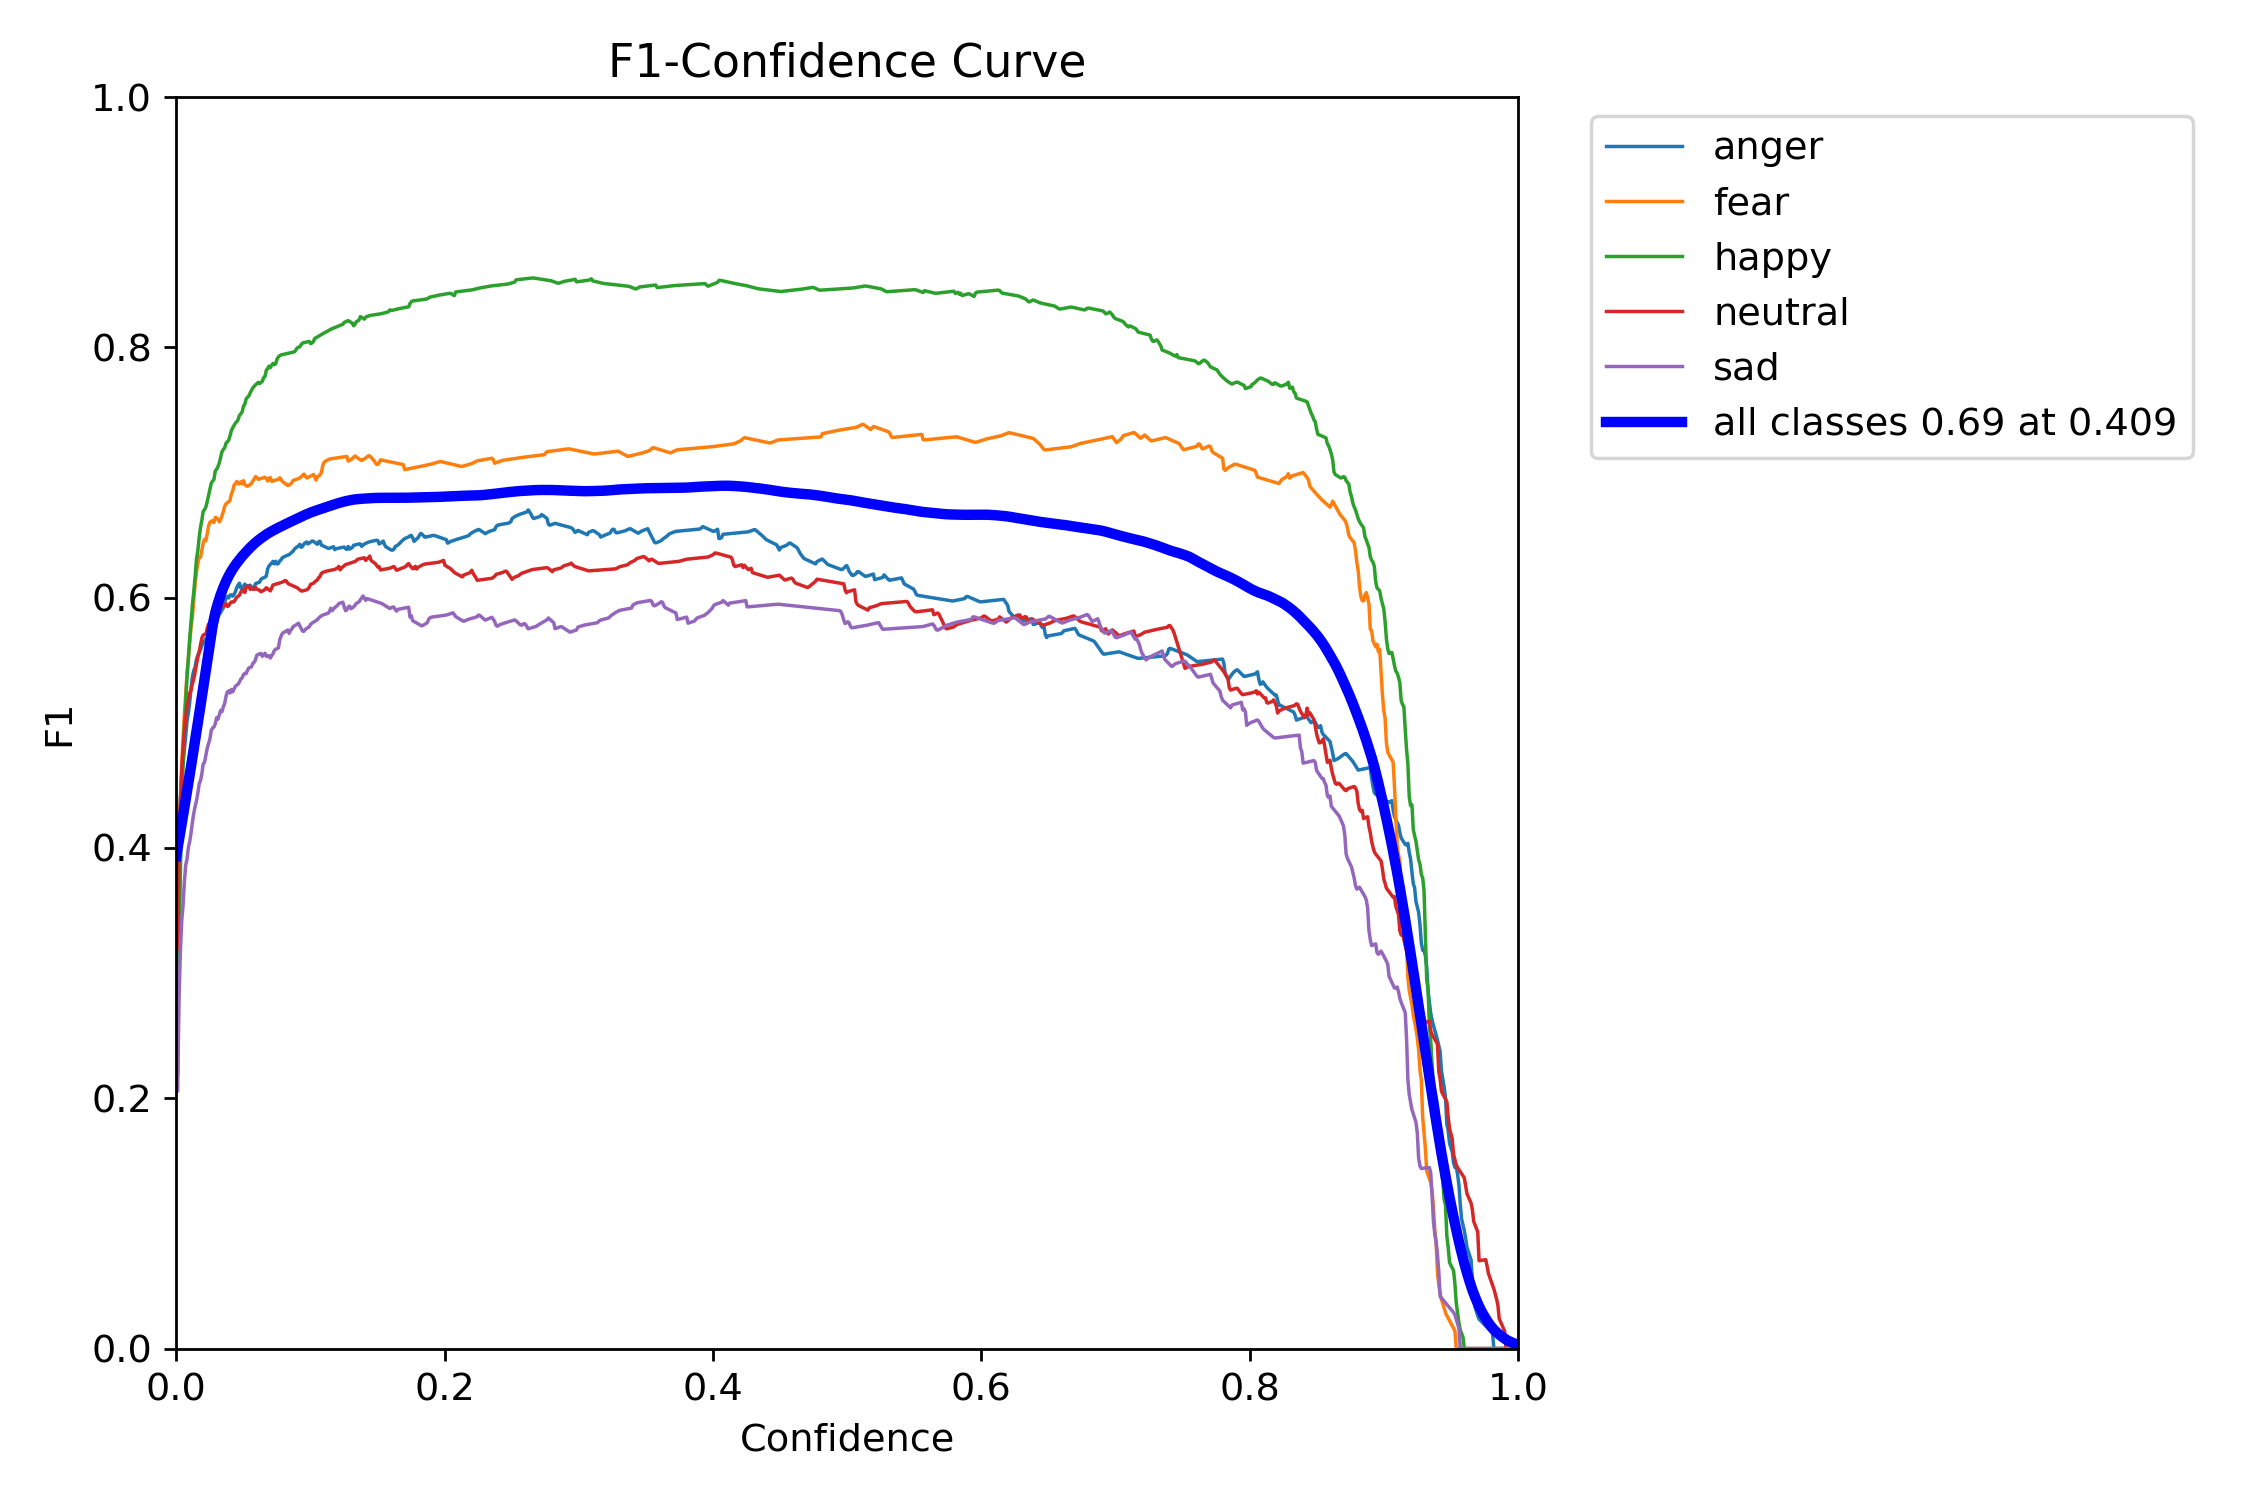 F1-Confidence Curve
1.0
0.8
0.6
0.4
0.2
0.0
F1
0.0 0.2 0.4 0.6 0.8 1.0
Confidence
anger
fear
happy
neutral
sad
all classes 0.69 at 0.409